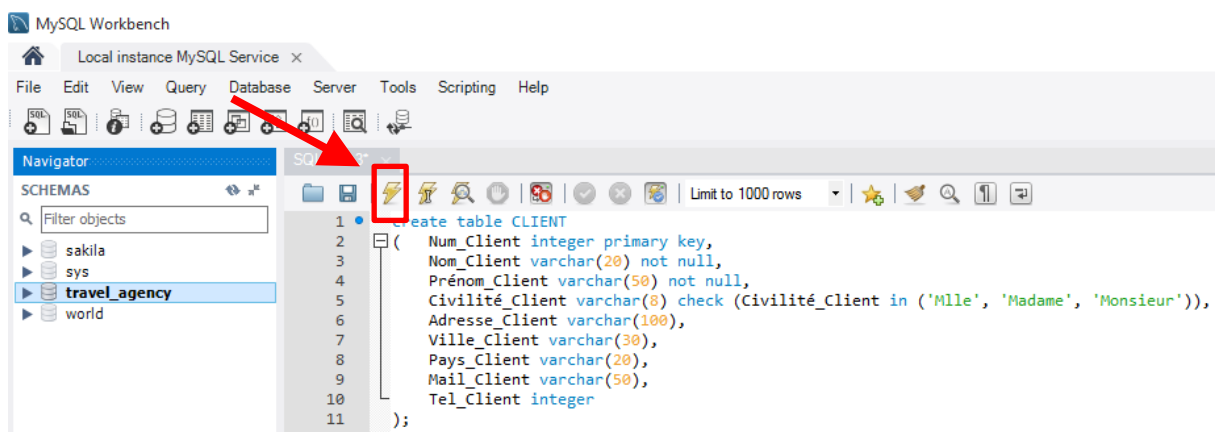 MySQL Workbench
Local instance MySQL Service
File Edit View Query Database Server Tools Scripting Help
Navigator
SCHEMAS
Filter objects
sakila
sys
travel_agency
world
Limit to 1000 rows
1 create table CLIENT
2 ( Num_Client integer primary key,
3 Nom_Client varchar(20) not null,
4 Prénom_Client varchar(50) not null,
5 Civilité_Client varchar(8) check (Civilité_Client in ('Mlle', 'Madame', 'Monsieur')),
6 Adresse_Client varchar(100),
7 Ville_Client varchar(30),
8 Pays_Client varchar(20),
9 Mail_Client varchar(50),
10 Tel_Client integer
11 );